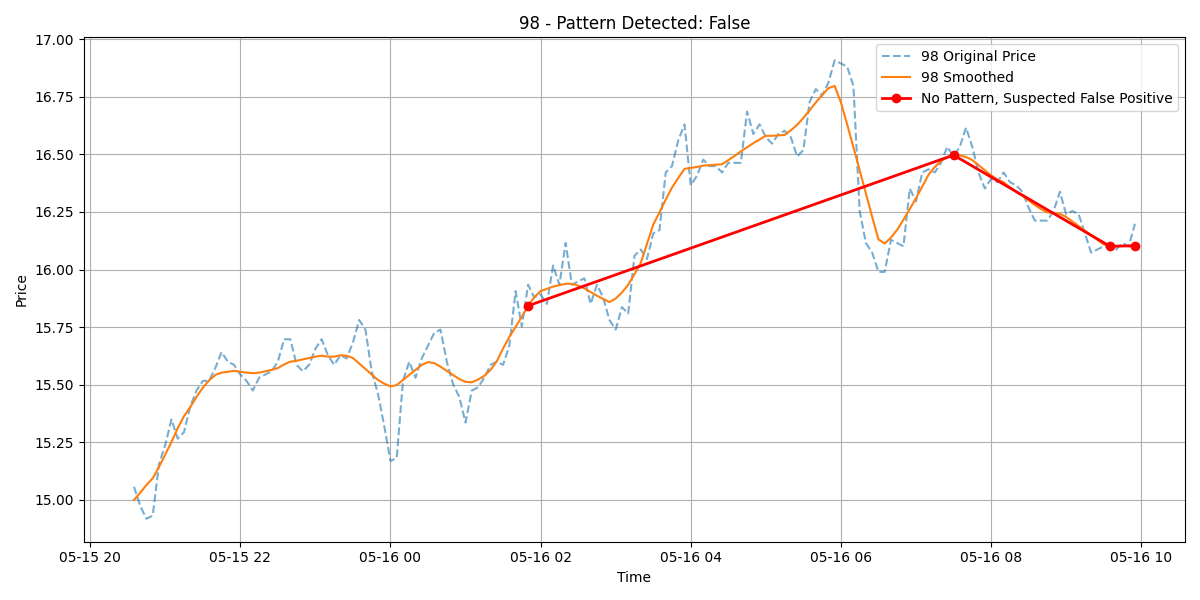 98 - Pattern Detected: False
17.00
16.75
16.50
16.25
16.00
15.75
15.50
15.25
15.00
Price
98 Original Price
98 Smoothed
No Pattern, Suspected False Positive
05-15 20
05-15 22
05-16 00
05-16 02
05-16 04
05-16 06
05-16 08
05-16 10
Time